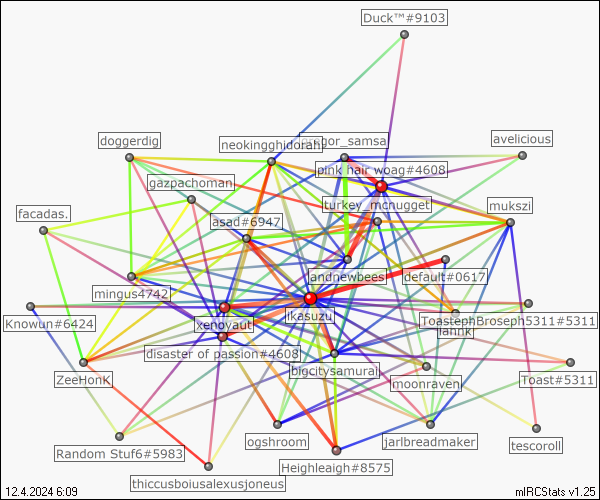 Duck™#9103
doggerdig
neokingghidorah
gor_samsa
avelicious
pink hair woag#4608
gazpachoman
turkey_mcnugget
mukszi
facadas.
asad#6947
andnewbees
default#0617
mingus4742
ikasuzu
Knowun#6424
xenoyaut
ToastephBroseph5311#5311
disaster of passion#4608
bigcitysamurai
ZeeHonK
moonraven
Toast#5311
ogshroom
jarlbreadmaker
tescoroll
Random Stuf6#5983
Heighleaigh#8575
thiccusboiusalexusjoneus
12.4.2024 6:09
mIRCStats v1.25